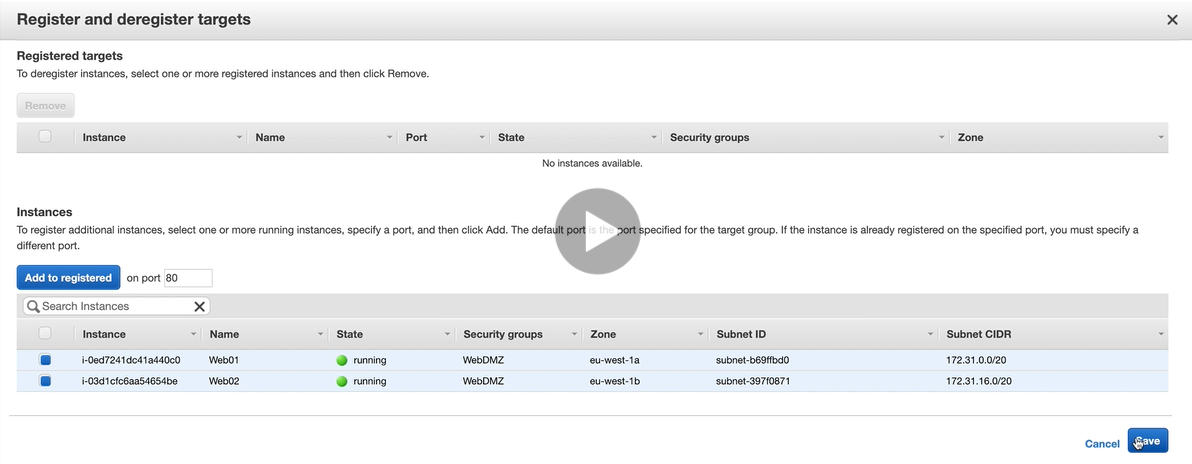 Register and deregister targets
Registered targets
To deregister instances, select one or more registered instances and then click Remove.
Remove
Instance Name Port State Security groups Zone
No instances available.
Instances
To register additional instances, select one or more running instances, specify a port, and then click Add. The default port is the port specified for the target group. If the instance is already registered on the specified port, you must specify a
different port.
Add to registered on port 80
Search Instances
Instance Name State Security groups Zone Subnet ID Subnet CIDR
i-0ed7241dc41a440c0 Web01 running WebDMZ eu-west-1a subnet-b69ffbd0 172.31.0.0/20
i-03d1cfc6aa54654be Web02 running WebDMZ eu-west-1b subnet-397f0871 172.31.16.0/20
Cancel Save